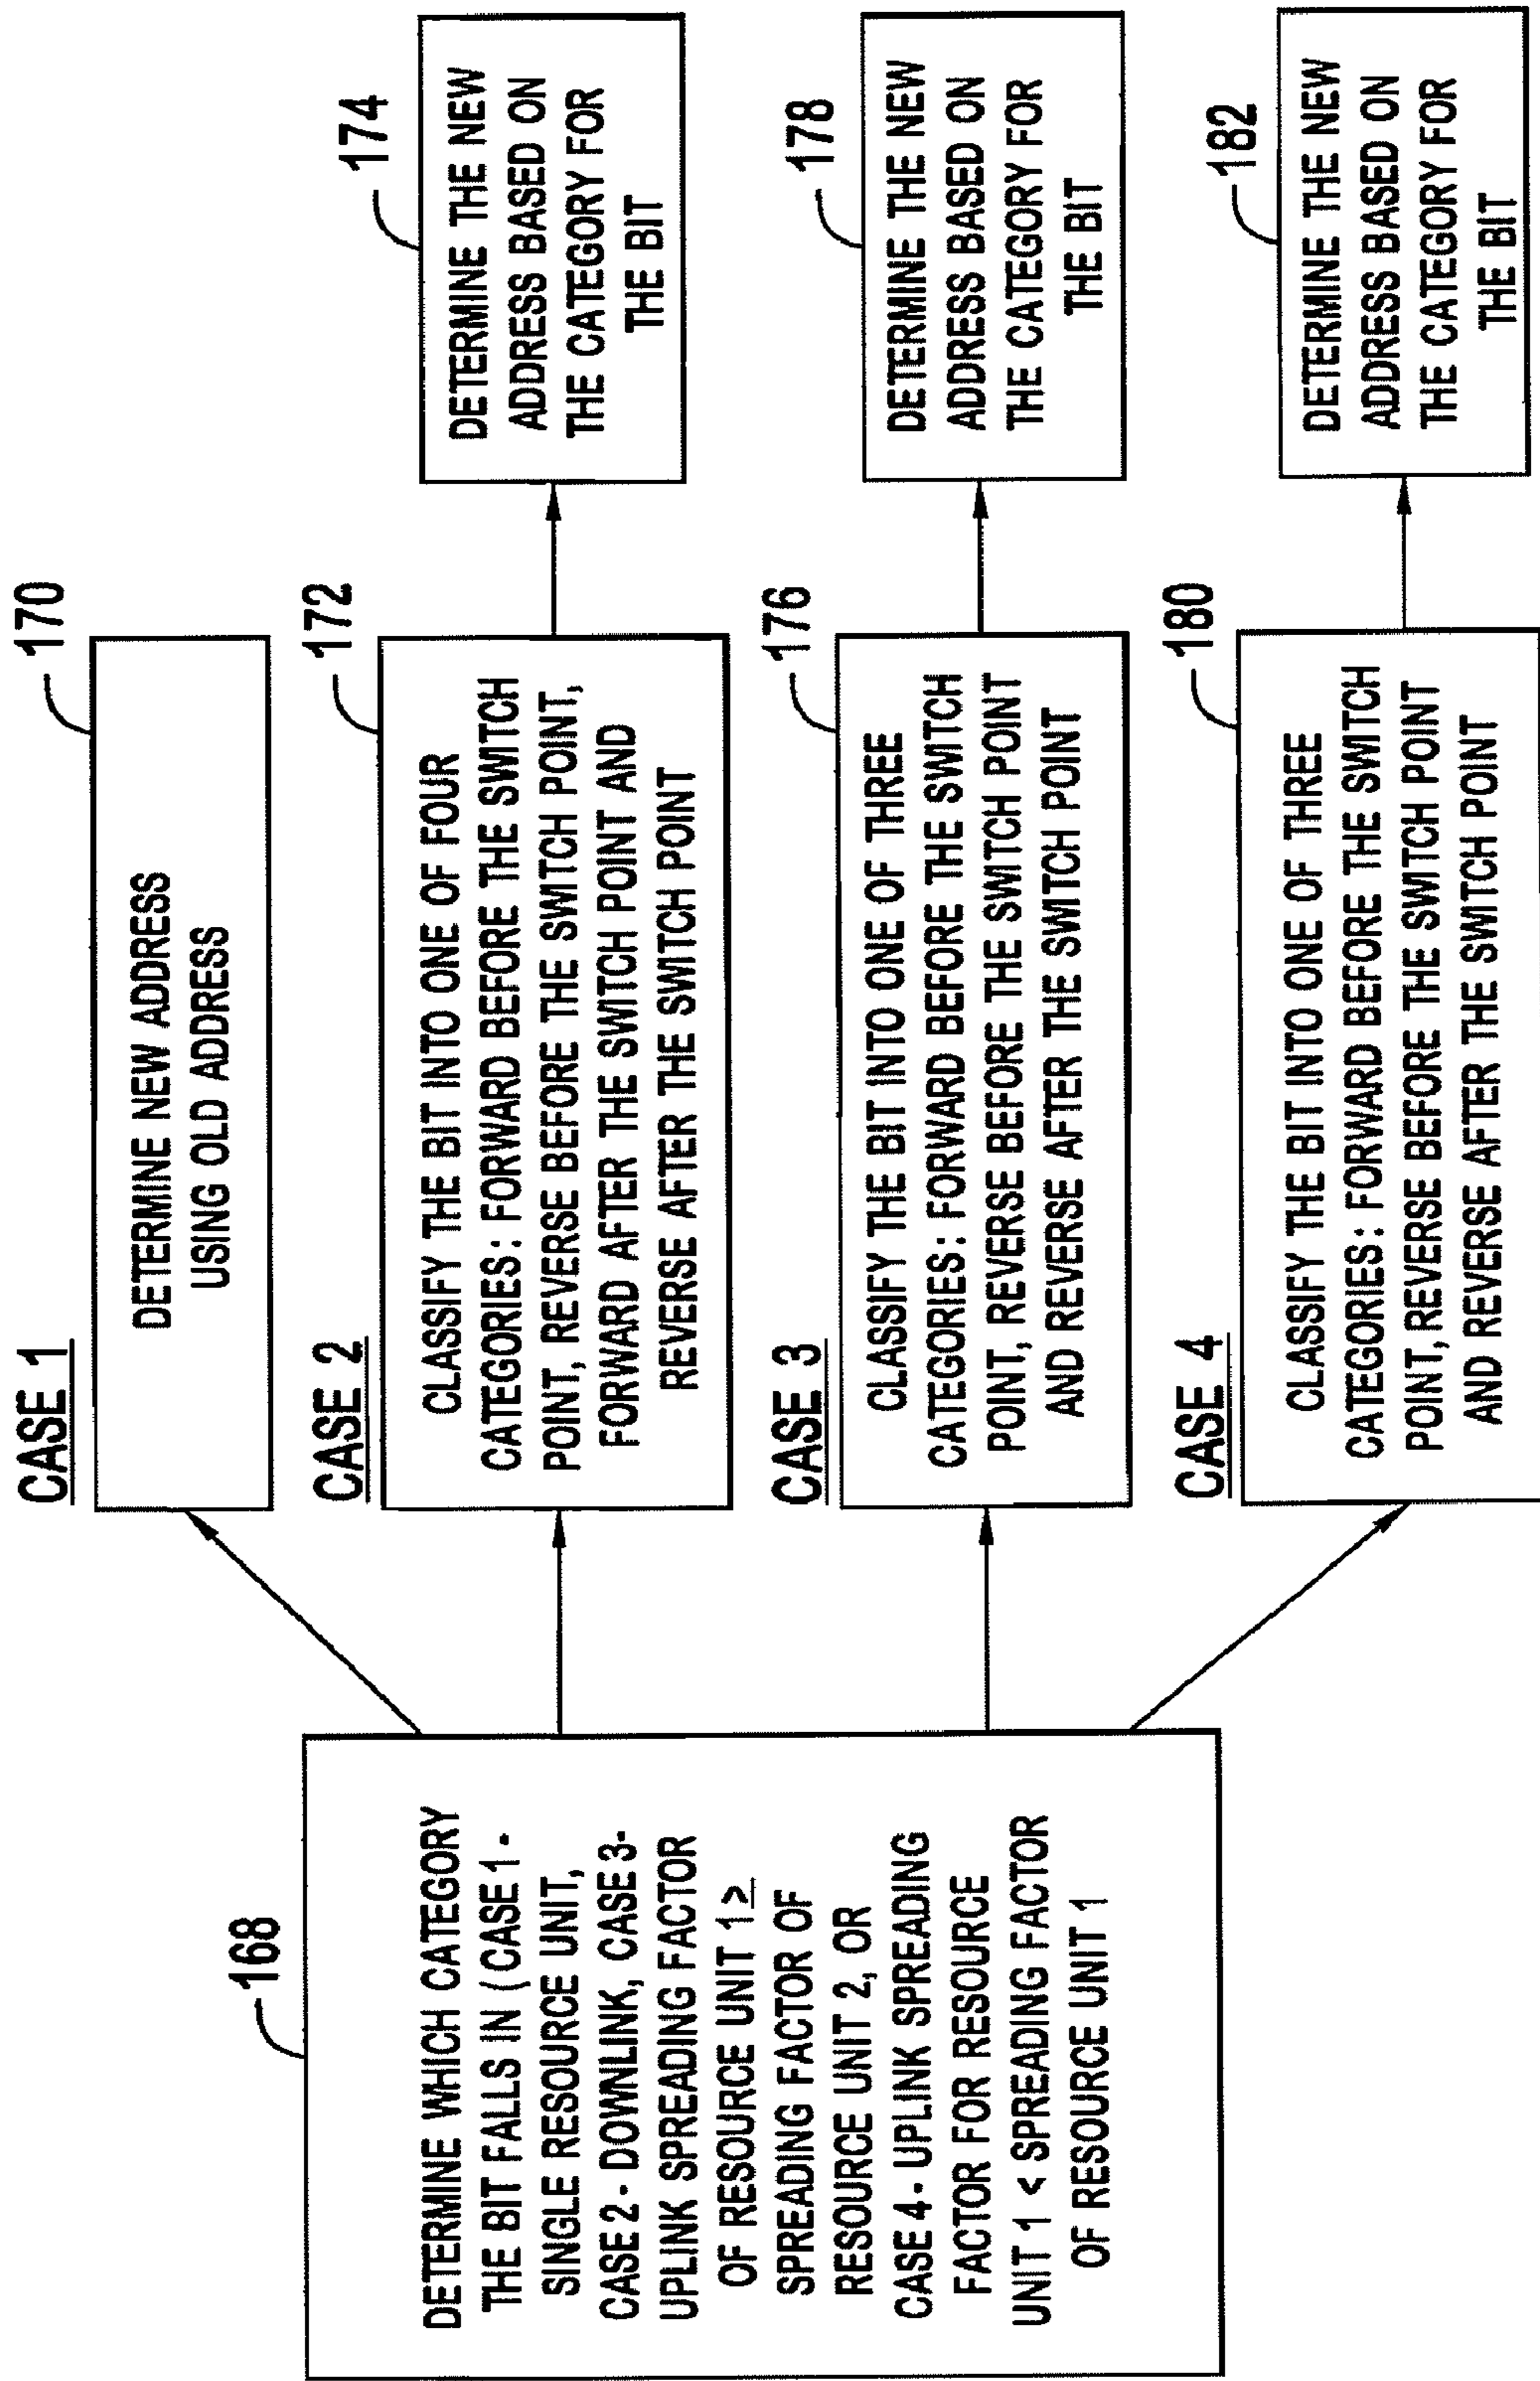 168
DETERMINE WHICH CATEGORY
THE BIT FALLS IN (CASE 1 -
SINGLE RESOURCE UNIT,
CASE 2 - DOWNLINK, CASE 3-
UPLINK SPREADING FACTOR
OF RESOURCE UNIT 1 ≥
SPREADING FACTOR OF
RESOURCE UNIT 2, OR
CASE 4 - UPLINK SPREADING
FACTOR FOR RESOURCE
UNIT 1 < SPREADING FACTOR
OF RESOURCE UNIT 1
CASE 1
170
DETERMINE NEW ADDRESS
USING OLD ADDRESS
CASE 2
172
CLASSIFY THE BIT INTO ONE OF FOUR
CATEGORIES: FORWARD BEFORE THE SWITCH
POINT, REVERSE BEFORE THE SWITCH POINT,
FORWARD AFTER THE SWITCH POINT AND
REVERSE AFTER THE SWITCH POINT
174
DETERMINE THE NEW
ADDRESS BASED ON
THE CATEGORY FOR
THE BIT
CASE 3
176
CLASSIFY THE BIT INTO ONE OF THREE
CATEGORIES: FORWARD BEFORE THE SWITCH
POINT, REVERSE BEFORE THE SWITCH POINT
AND REVERSE AFTER THE SWITCH POINT
178
DETERMINE THE NEW
ADDRESS BASED ON
THE CATEGORY FOR
THE BIT
CASE 4
180
CLASSIFY THE BIT INTO ONE OF THREE
CATEGORIES: FORWARD BEFORE THE SWITCH
POINT, REVERSE BEFORE THE SWITCH POINT
AND REVERSE AFTER THE SWITCH POINT
182
DETERMINE THE NEW
ADDRESS BASED ON
THE CATEGORY FOR
THE BIT